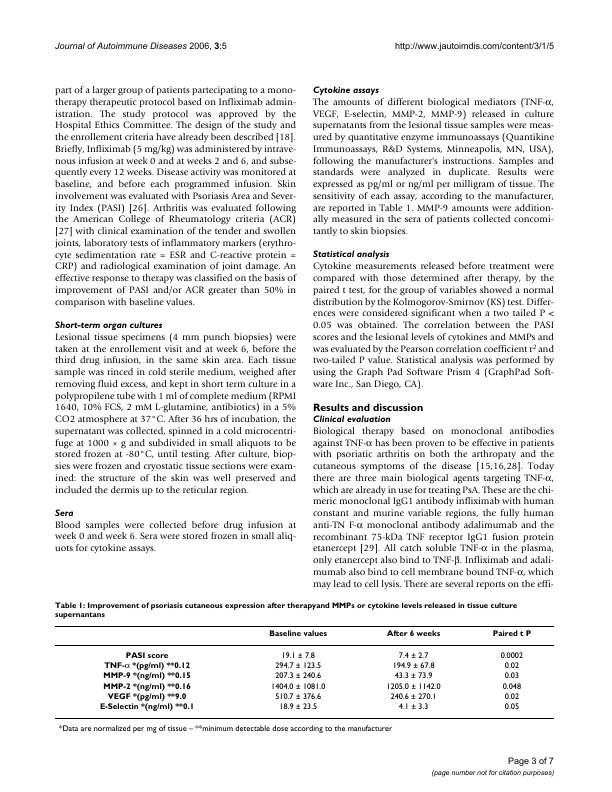 Journal of Autoimmune Diseases 2006, 3:5
http://www.jautoimdis.com/content/3/1/5
part of a larger group of patients partecipating to a mono-
therapy therapeutic protocol based on Infliximab admin-
istration. The study protocol was approved by the
Hospital Ethics Committee. The design of the study and
the enrollment criteria have already been described [18].
Briefly, Infliximab (5 mg/kg) was administered by intrave-
nous infusion at week 0 and at weeks 2 and 6, and subse-
quently every 12 weeks. Disease activity was monitored at
baseline, and before each programmed infusion. Skin
involvement was evaluated with Psoriasis Area and Sever-
ity Index (PASI) [26]. Arthritis was evaluated following
the American College of Rheumatology criteria (ACR)
[27] with clinical examination of the tender and swollen
joints, laboratory tests of inflammatory markers (erythro-
cyte sedimentation rate = ESR and C-reactive protein =
CRP) and radiological examination of joint damage. An
effective response to therapy was classified on the basis of
improvement of PASI and/or ACR greater than 50% in
comparison with baseline values.
Short-term organ cultures
Lesional tissue specimens (4 mm punch biopsies) were
taken at the enrollement visit and at week 6, before the
third drug infusion, in the same skin area. Each tissue
sample was rinced in cold sterile medium, weighed after
removing fluid excess, and kept in short term culture in a
polypropilene tube with 1 ml of complete medium (RPMI
1640, 10% FCS, 2 mM L-glutamine, antibiotics) in a 5%
CO2 atmosphere at 37°C. After 36 hrs of incubation, the
supernatant was collected, spinned in a cold microcentri-
fuge at 1000 × g and subdivided in small aliquots to be
stored frozen at -80°C, until testing. After culture, biop-
sies were frozen and cryostatic tissue sections were exam-
ined: the structure of the skin was well preserved and
included the dermis up to the reticular region.
Sera
Blood samples were collected before drug infusion at
week 0 and week 6. Sera were stored frozen in small aliq-
uots for cytokine assays.
Cytokine assays
The amounts of different biological mediators (TNF-α,
VEGF, E-selectin, MMP-2, MMP-9) released in culture
supernatants from the lesional tissue samples were meas-
ured by quantitative enzyme immunoassays (Quantikine
Immunoassays, R&D Systems, Minneapolis, MN, USA),
following the manufacturer's instructions. Samples and
standards were analyzed in duplicate. Results were
expressed as pg/ml or ng/ml per milligram of tissue. The
sensitivity of each assay, according to the manufacturer,
are reported in Table 1. MMP-9 amounts were addition-
ally measured in the sera of patients collected concomi-
tantly to skin biopsies.
Statistical analysis
Cytokine measurements released before treatment were
compared with those determined after therapy, by the
paired t test, for the group of variables showed a normal
distribution by the Kolmogorov-Smirnov (KS) test. Differ-
ences were considered significant when a two tailed P <
0.05 was obtained. The correlation between the PASI
scores and the lesional levels of cytokines and MMPs and
was evaluated by the Pearson correlation coefficient r² and
two-tailed P value. Statistical analysis was performed by
using the Graph Pad Software Prism 4 (GraphPad Soft-
ware Inc., San Diego, CA).
Results and discussion
Clinical evaluation
Biological therapy based on monoclonal antibodies
against TNF-α has been proven to be effective in patients
with psoriatic arthritis on both the arthropaty and the
cutaneous symptoms of the disease [15,16,28]. Today
there are three main biological agents targeting TNF-α,
which are already in use for treating PsA. These are the chi-
meric monoclonal IgG1 antibody infliximab with human
constant and murine variable regions, the fully human
anti-TN F-α monoclonal antibody adalimumab and the
recombinant 75-kDa TNF receptor IgG1 fusion protein
etanercept [29]. All catch soluble TNF-α in the plasma,
only etanercept also bind to TNF-β. Infliximab and adali-
mumab also bind to cell membrane bound TNF-α, which
may lead to cell lysis. There are several reports on the effi-
Table 1: Improvement of psoriasis cutaneous expression after therapyand MMPs or cytokine levels released in tissue culture
supernantans
Baseline values After 6 weeks Paired t P
PASI score 19.1 ± 7.8 7.4 ± 2.7 0.0002
TNF-α *(pg/ml) **0.12 294.7 ± 123.5 194.9 ± 67.8 0.02
MMP-9 *(ng/ml) **0.15 207.3 ± 240.6 43.3 ± 73.9 0.03
MMP-2 *(ng/ml) **0.16 1404.0 ± 1081.0 1205.0 ± 1142.0 0.048
VEGF *(pg/ml) **9.0 510.7 ± 376.6 240.6 ± 270.1 0.02
E-Selectin *(ng/ml) **0.1 18.9 ± 23.5 4.1 ± 3.3 0.05
*Data are normalized per mg of tissue – **minimum detectable dose according to the manufacturer
Page 3 of 7
(page number not for citation purposes)